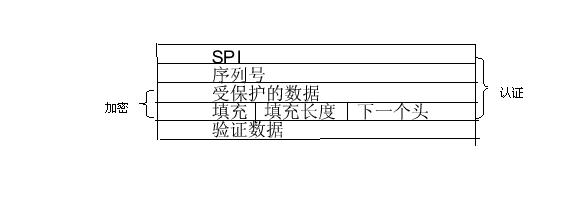 SPI
序列号
受保护的数据
加密
认证
填充 填充长度 下一个头
验证数据